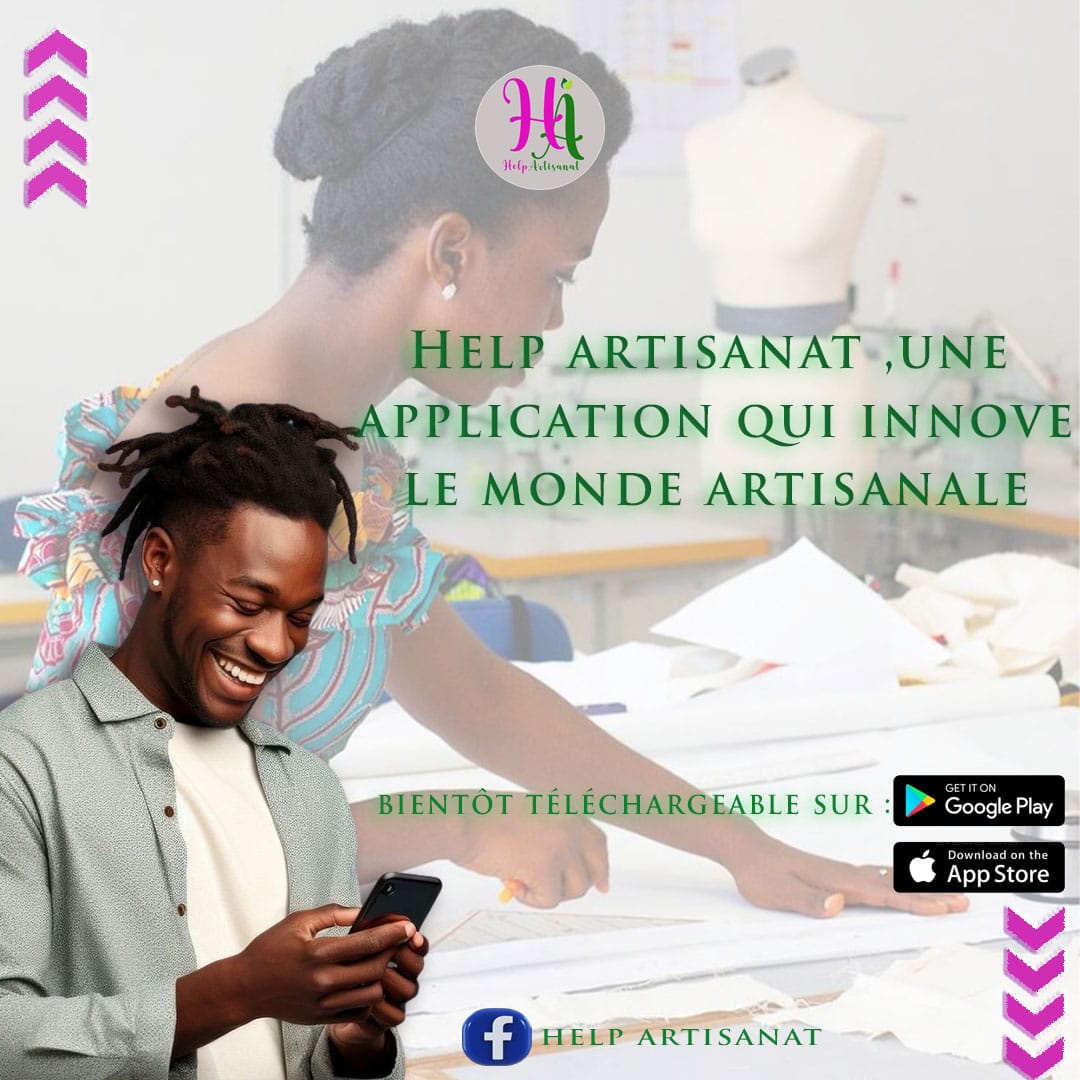 HA
Help Artisanat
HELP ARTISANAT ,UNE
APPLICATION QUI INNOVE
LE MONDE ARTISANALE
BIENTÔT TÉLÉCHARGEABLE SUR :
GET IT ON
Google Play
Download on the
App Store
f HELP ARTISANAT